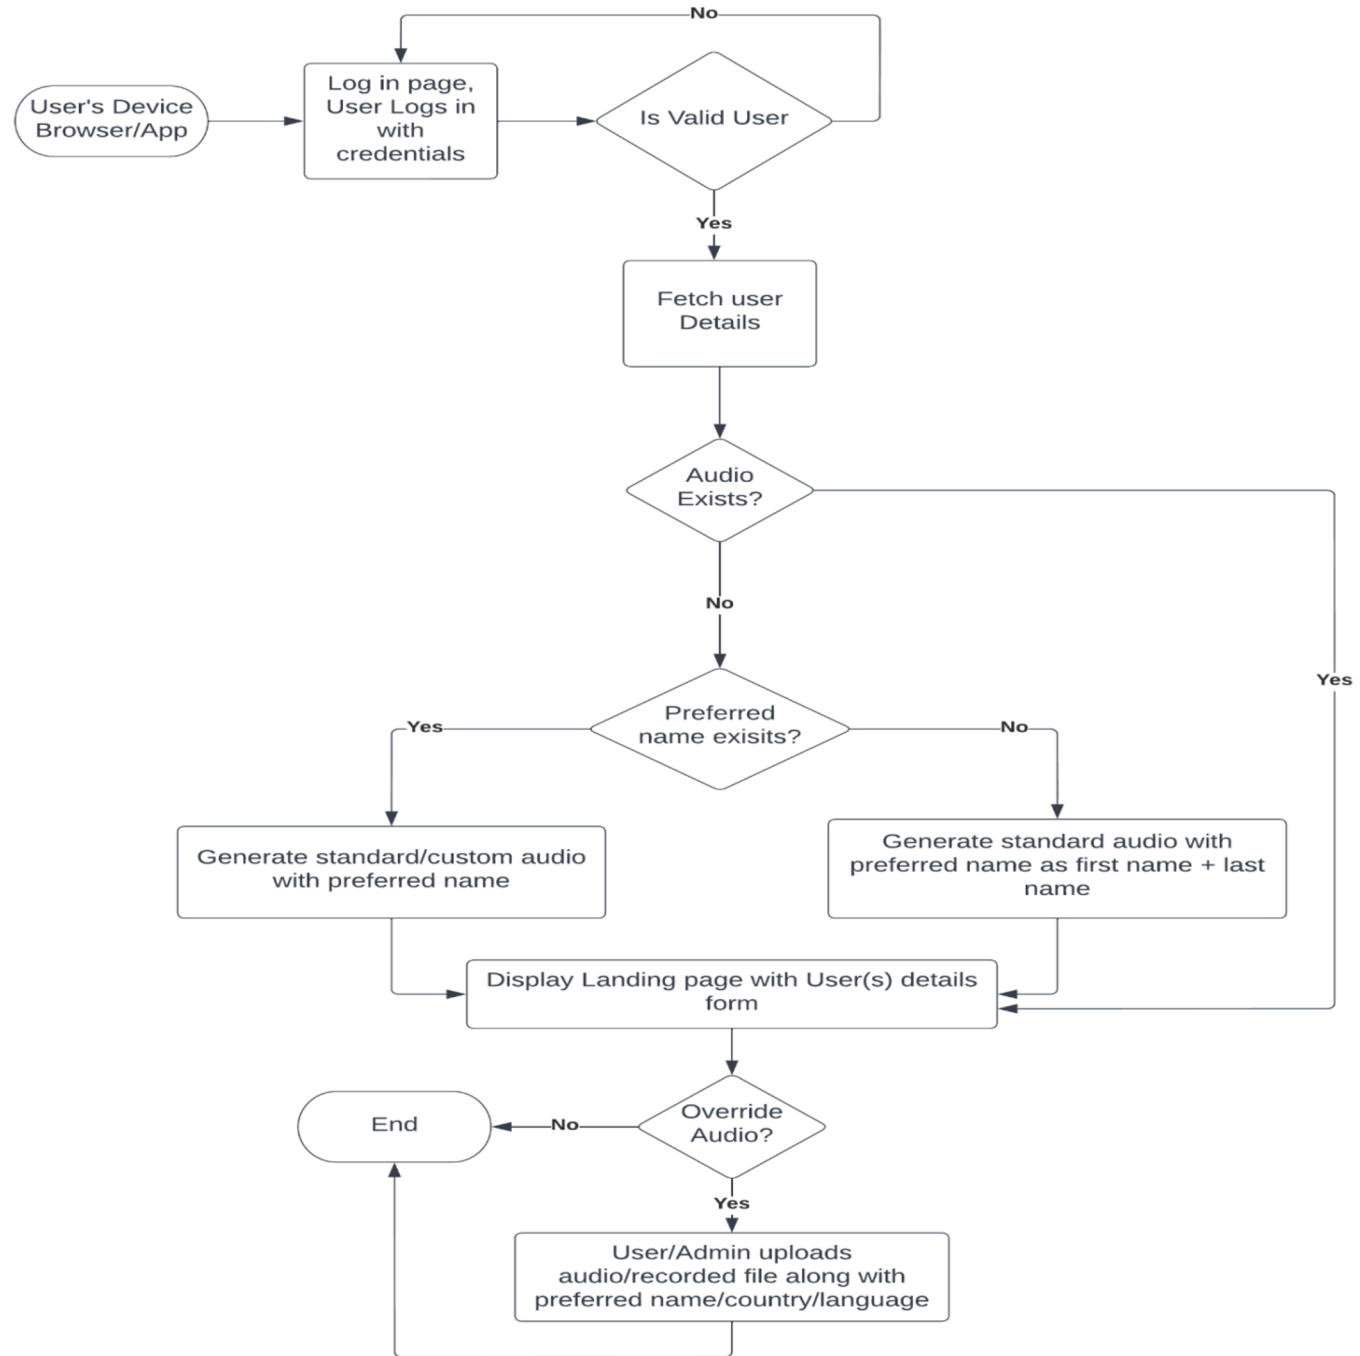 No
User's Device
Browser/App
Log in page,
User Logs in
with
credentials
Is Valid User
Yes
Fetch user
Details
Audio
Exists?
No
Yes
Preferred
name exisits?
Yes
No
Generate standard/custom audio
with preferred name
Generate standard audio with
preferred name as first name + last
name
Display Landing page with User(s) details
form
Override
Audio?
No
End
Yes
User/Admin uploads
audio/recorded file along with
preferred name/country/language